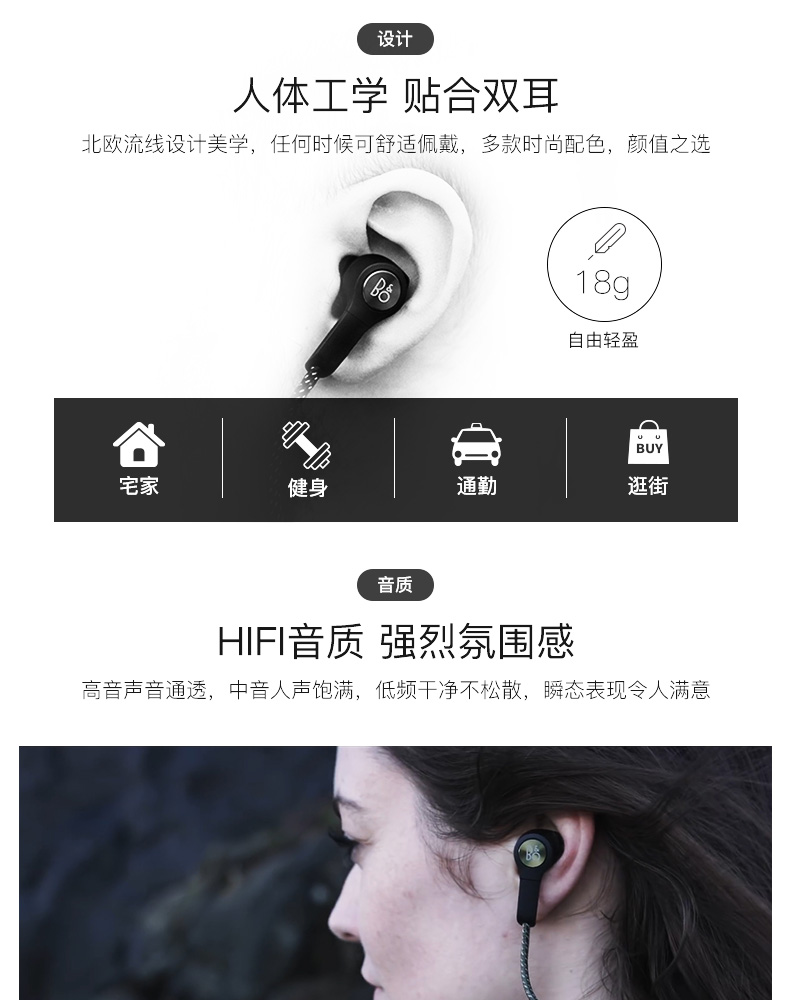 设计
人体工学 贴合双耳
北欧流线设计美学，任何时候可舒适佩戴，多款时尚配色，颜值之选
B&O
18g
自由轻盈
宅家
健身
通勤
BUY
逛街
音质
HIFI音质 强烈氛围感
高音声音通透，中音人声饱满，低频干净不松散，瞬态表现令人满意
B&O